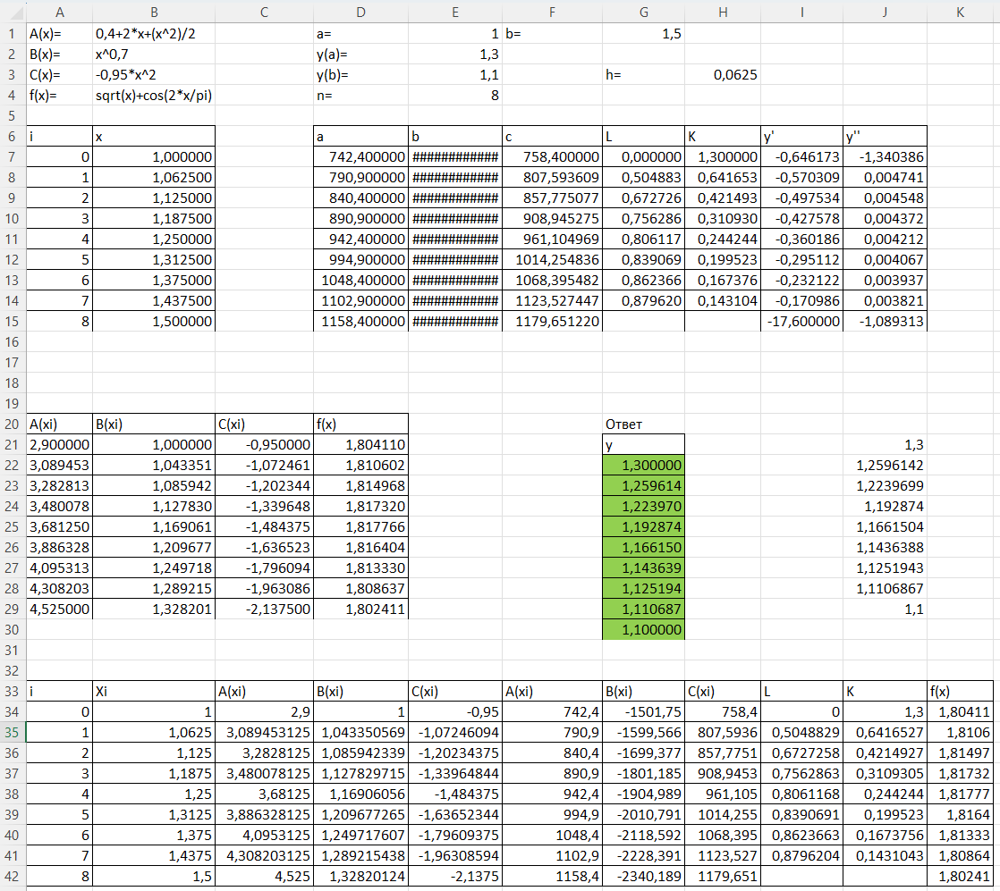 A B C D E F G H I J K
1 A(x)= 0,4+2*x+(x^2)/2 a= 1 b= 1,5
2 B(x)= x^0,7 y(a)= 1,3
3 C(x)= -0,95*x^2 y(b)= 1,1 h= 0,0625
4 f(x)= sqrt(x)+cos(2*x/pi) n= 8
5
6 i x a b c L K y' y''
7 0 1,000000 742,400000 ############ 758,400000 0,000000 1,300000 -0,646173 -1,340386
8 1 1,062500 790,900000 ############ 807,593609 0,504883 0,641653 -0,570309 0,004741
9 2 1,125000 840,400000 ############ 857,775077 0,672726 0,421493 -0,497534 0,004548
10 3 1,187500 890,900000 ############ 908,945275 0,756286 0,310930 -0,427578 0,004372
11 4 1,250000 942,400000 ############ 961,104969 0,806117 0,244244 -0,360186 0,004212
12 5 1,312500 994,900000 ############ 1014,254836 0,839069 0,199523 -0,295112 0,004067
13 6 1,375000 1048,400000 ############ 1068,395482 0,862366 0,167376 -0,232122 0,003937
14 7 1,437500 1102,900000 ############ 1123,527447 0,879620 0,143104 -0,170986 0,003821
15 8 1,500000 1158,400000 ############ 1179,651220 -17,600000 -1,089313
16
17
18
19
20 A(xi) B(xi) C(xi) f(x) Ответ
21 2,900000 1,000000 -0,950000 1,804110 y 1,3
22 3,089453 1,043351 -1,072461 1,810602 1,300000 1,2596142
23 3,282813 1,085942 -1,202344 1,814968 1,259614 1,2239699
24 3,480078 1,127830 -1,339648 1,817320 1,223970 1,192874
25 3,681250 1,169061 -1,484375 1,817766 1,192874 1,1661504
26 3,886328 1,209677 -1,636523 1,816404 1,166150 1,1436388
27 4,095313 1,249718 -1,796094 1,813330 1,143639 1,1251943
28 4,308203 1,289215 -1,963086 1,808637 1,125194 1,1106867
29 4,525000 1,328201 -2,137500 1,802411 1,110687 1,1
30 1,100000
31
32
33 i Xi A(xi) B(xi) C(xi) A(xi) B(xi) C(xi) L K f(x)
34 0 1 2,9 1 -0,95 742,4 -1501,75 758,4 0 1,3 1,80411
35 1 1,0625 3,089453125 1,043350569 -1,07246094 790,9 -1599,566 807,5936 0,5048829 0,6416527 1,8106
36 2 1,125 3,2828125 1,085942339 -1,20234375 840,4 -1699,377 857,7751 0,6727258 0,4214927 1,81497
37 3 1,1875 3,480078125 1,127829715 -1,33964844 890,9 -1801,185 908,9453 0,7562863 0,3109305 1,81732
38 4 1,25 3,68125 1,16906056 -1,484375 942,4 -1904,989 961,105 0,8061168 0,244244 1,81777
39 5 1,3125 3,886328125 1,209677265 -1,63652344 994,9 -2010,791 1014,255 0,8390691 0,199523 1,8164
40 6 1,375 4,0953125 1,249717607 -1,79609375 1048,4 -2118,592 1068,395 0,8623663 0,1673756 1,81333
41 7 1,4375 4,308203125 1,289215438 -1,96308594 1102,9 -2228,391 1123,527 0,8796204 0,1431043 1,80864
42 8 1,5 4,525 1,32820124 -2,1375 1158,4 -2340,189 1179,651 1,80241